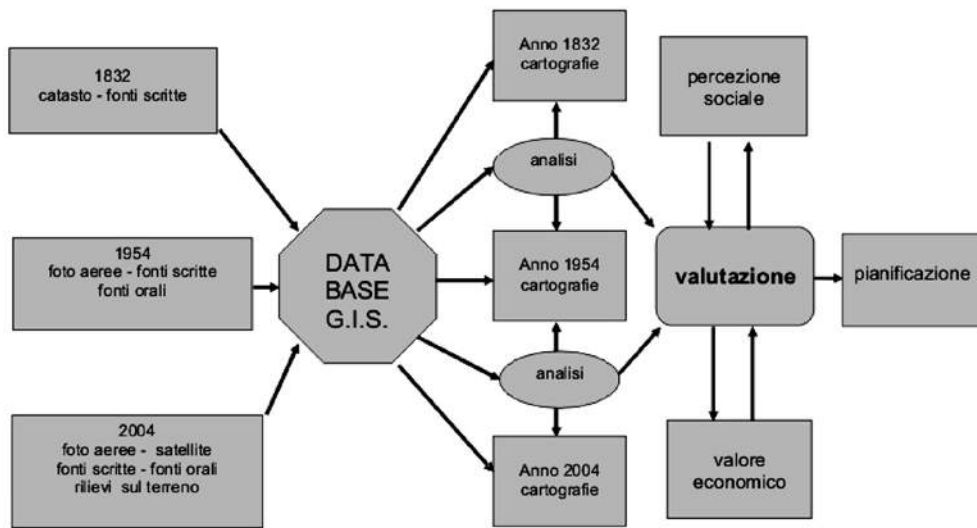 1832
catasto - fonti scritte
1954
foto aeree - fonti scritte
fonti orali
2004
foto aeree - satellite
fonti scritte - fonti orali
rilievi sul terreno
DATA
BASE
G.I.S.
Anno 1832
cartografie
analisi
Anno 1954
cartografie
analisi
Anno 2004
cartografie
percezione
sociale
valutazione
valore
economico
pianificazione